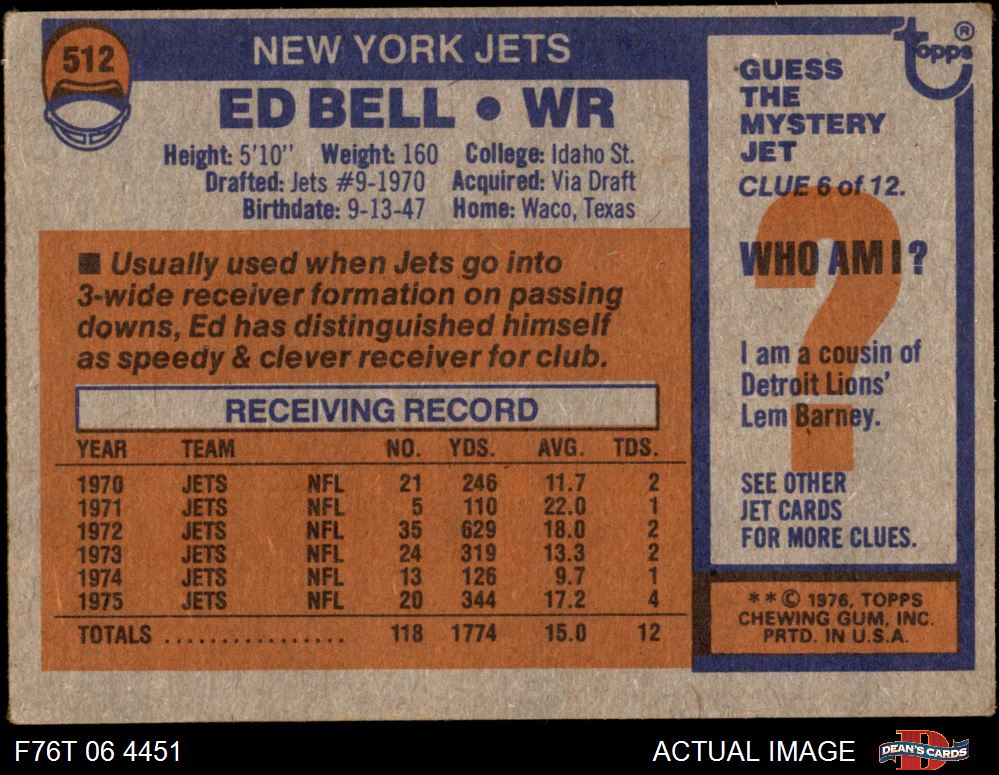 512
NEW YORK JETS
ED BELL • WR
Height: 5'10" Weight: 160 College: Idaho St.
Drafted: Jets #9-1970 Acquired: Via Draft
Birthdate: 9-13-47 Home: Waco, Texas
■ Usually used when Jets go into
3-wide receiver formation on passing
downs, Ed has distinguished himself
as speedy & clever receiver for club.
RECEIVING RECORD
YEAR TEAM NO. YDS. AVG. TDS.
1970 JETS NFL 21 246 11.7 2
1971 JETS NFL 5 110 22.0 1
1972 JETS NFL 35 629 18.0 2
1973 JETS NFL 24 319 13.3 2
1974 JETS NFL 13 126 9.7 1
1975 JETS NFL 20 344 17.2 4
TOTALS ................ 118 1774 15.0 12
topps ®
GUESS
THE
MYSTERY
JET
CLUE 6 of 12.
?
WHO AM I?
I am a cousin of
Detroit Lions'
Lem Barney.
SEE OTHER
JET CARDS
FOR MORE CLUES.
**© 1976, TOPPS
CHEWING GUM, INC.
PRTD. IN U.S.A.
F76T 06 4451
ACTUAL IMAGE
D
DEAN'S CARDS